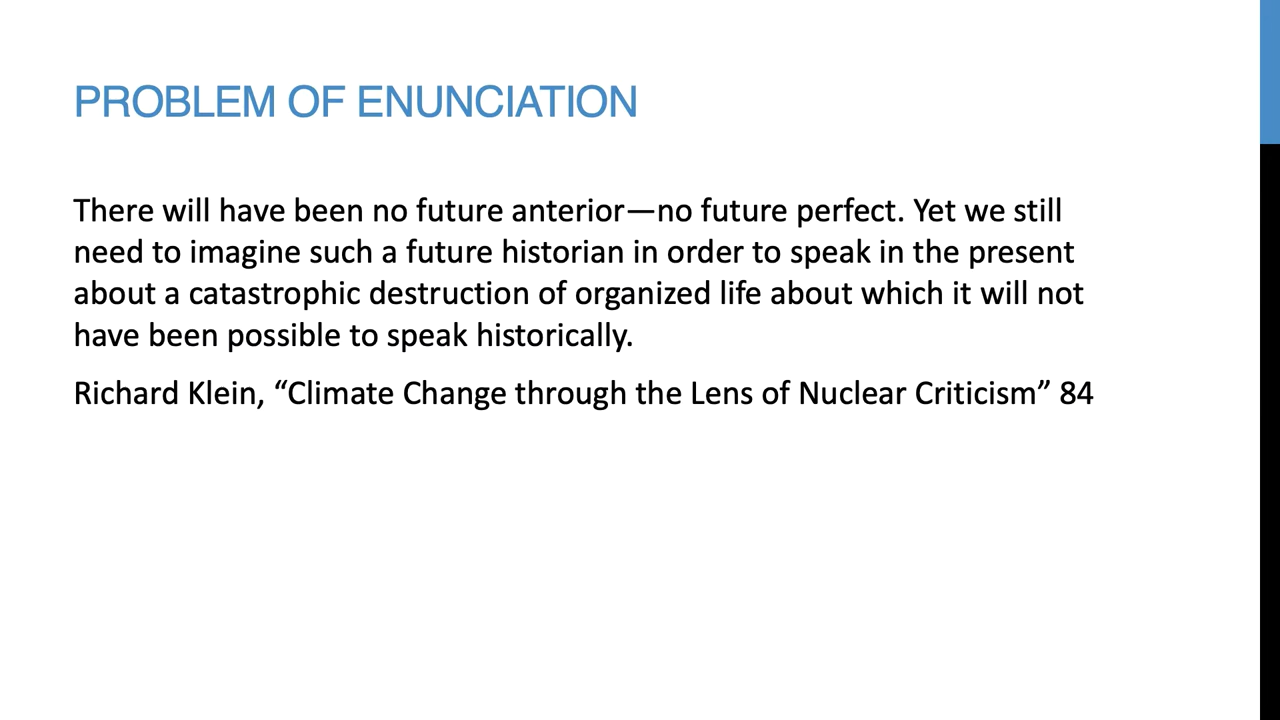 PROBLEM OF ENUNCIATION
There will have been no future anterior—no future perfect. Yet we still
need to imagine such a future historian in order to speak in the present
about a catastrophic destruction of organized life about which it will not
have been possible to speak historically.
Richard Klein, “Climate Change through the Lens of Nuclear Criticism” 84